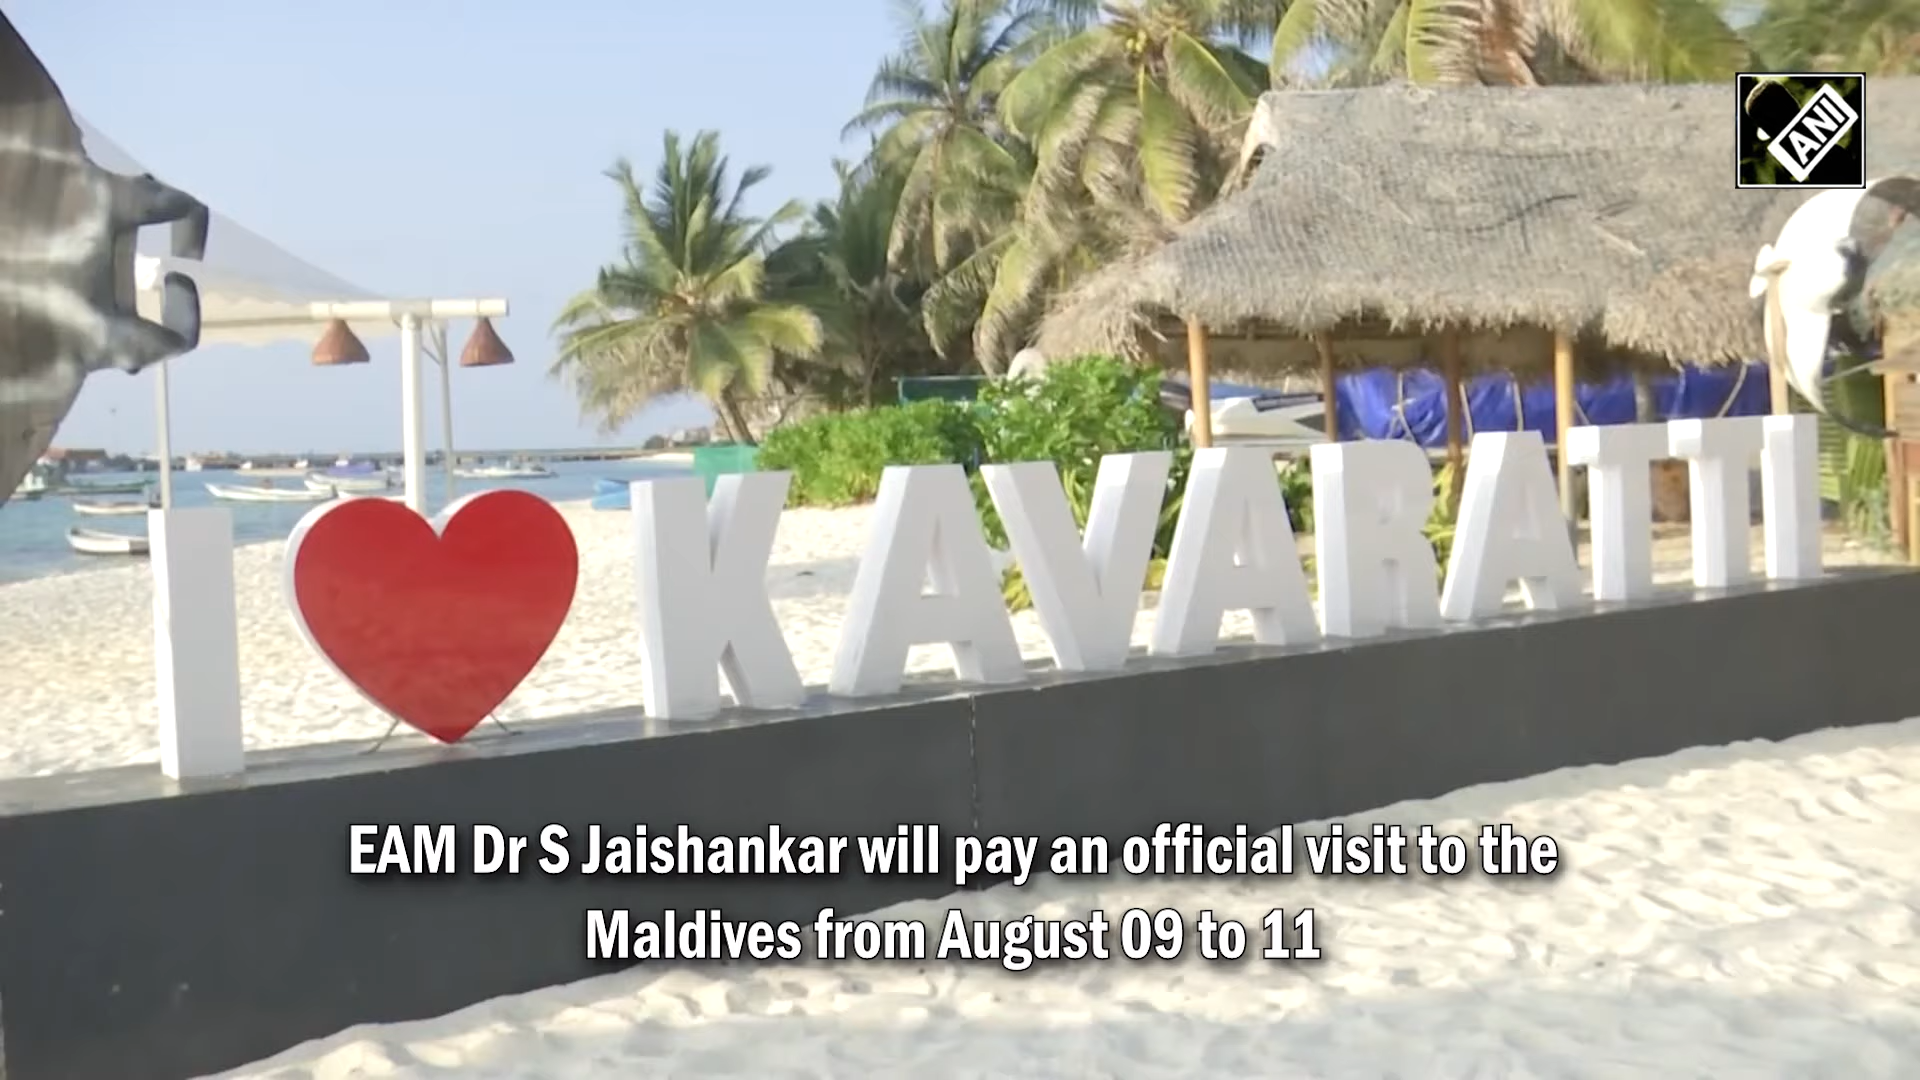 ANI
I KAVARATTI
EAM Dr S Jaishankar will pay an official visit to the
Maldives from August 09 to 11